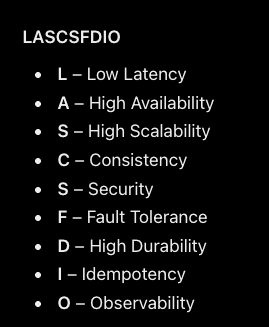 LASCSFDIO
• L – Low Latency
• A – High Availability
• S – High Scalability
• C – Consistency
• S – Security
• F – Fault Tolerance
• D – High Durability
• I – Idempotency
• O – Observability